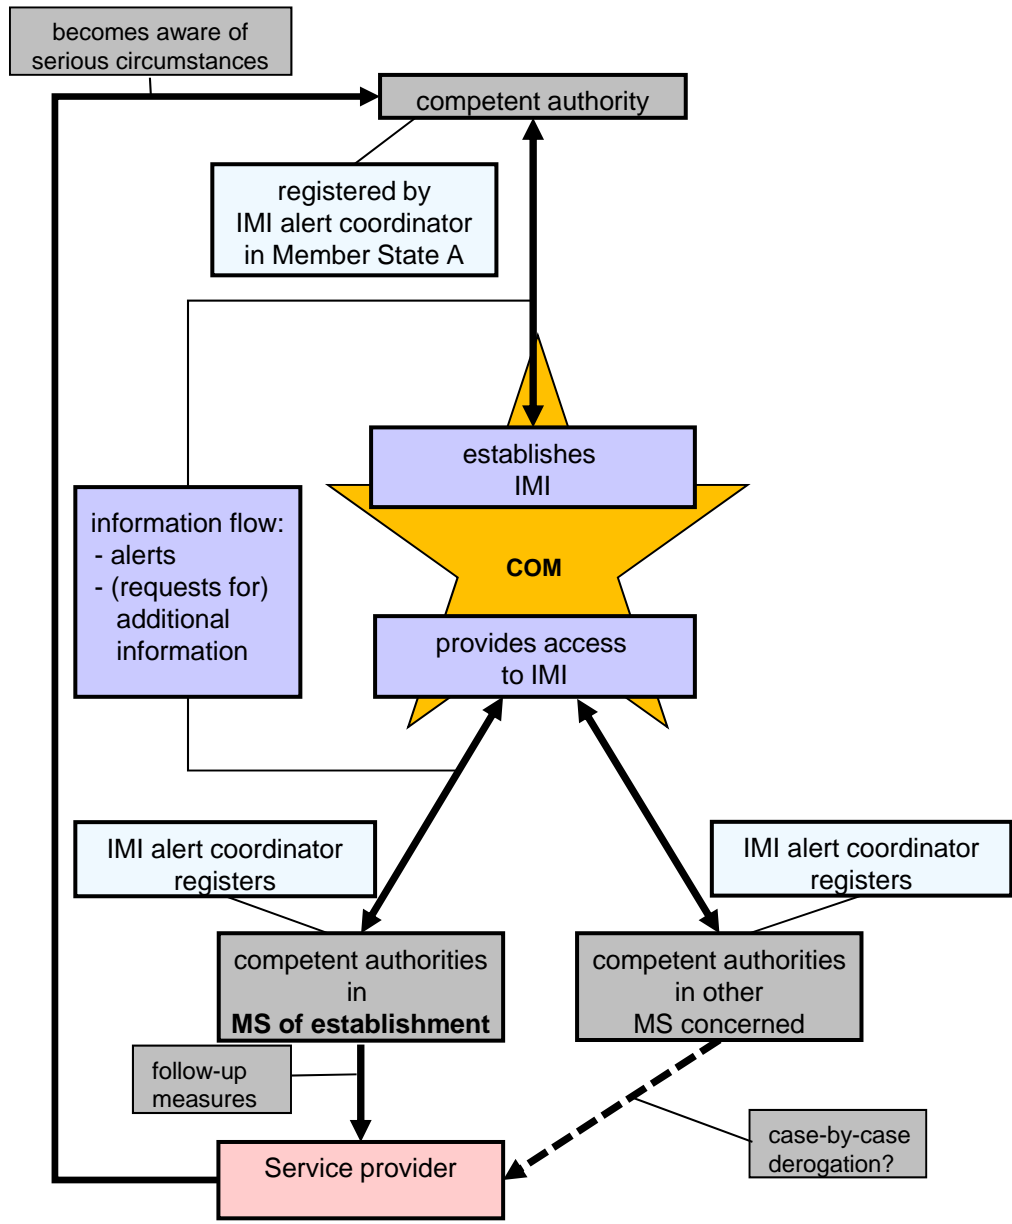 becomes aware of
serious circumstances
competent authority
registered by
IMI alert coordinator
in Member State A
establishes
IMI
information flow:
- alerts
- (requests for)
additional
information
COM
provides access
to IMI
IMI alert coordinator
registers
IMI alert coordinator
registers
competent authorities
in
MS of establishment
competent authorities
in other
MS concerned
follow-up
measures
case-by-case
derogation?
Service provider